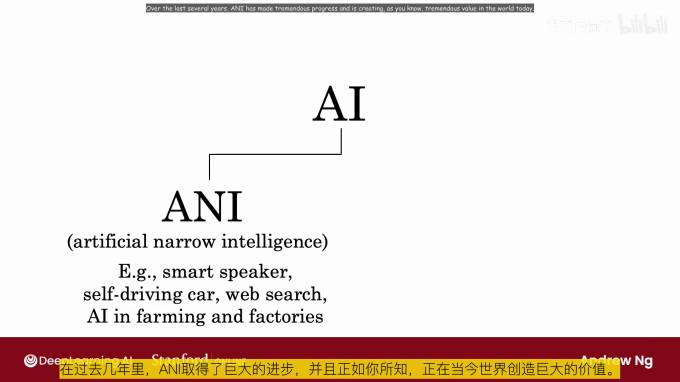 Over the last several years, ANI has made tremendous progress and is creating, as you know, tremendous value in the world today,
bilibili
AI
ANI
(artificial narrow intelligence)
E.g., smart speaker,
self-driving car, web search,
AI in farming and factories
DeepLearning.AI Stanford Andrew Ng
在过去几年里，ANI取得了巨大的进步，并且正如你所知，正在当今世界创造巨大的价值。